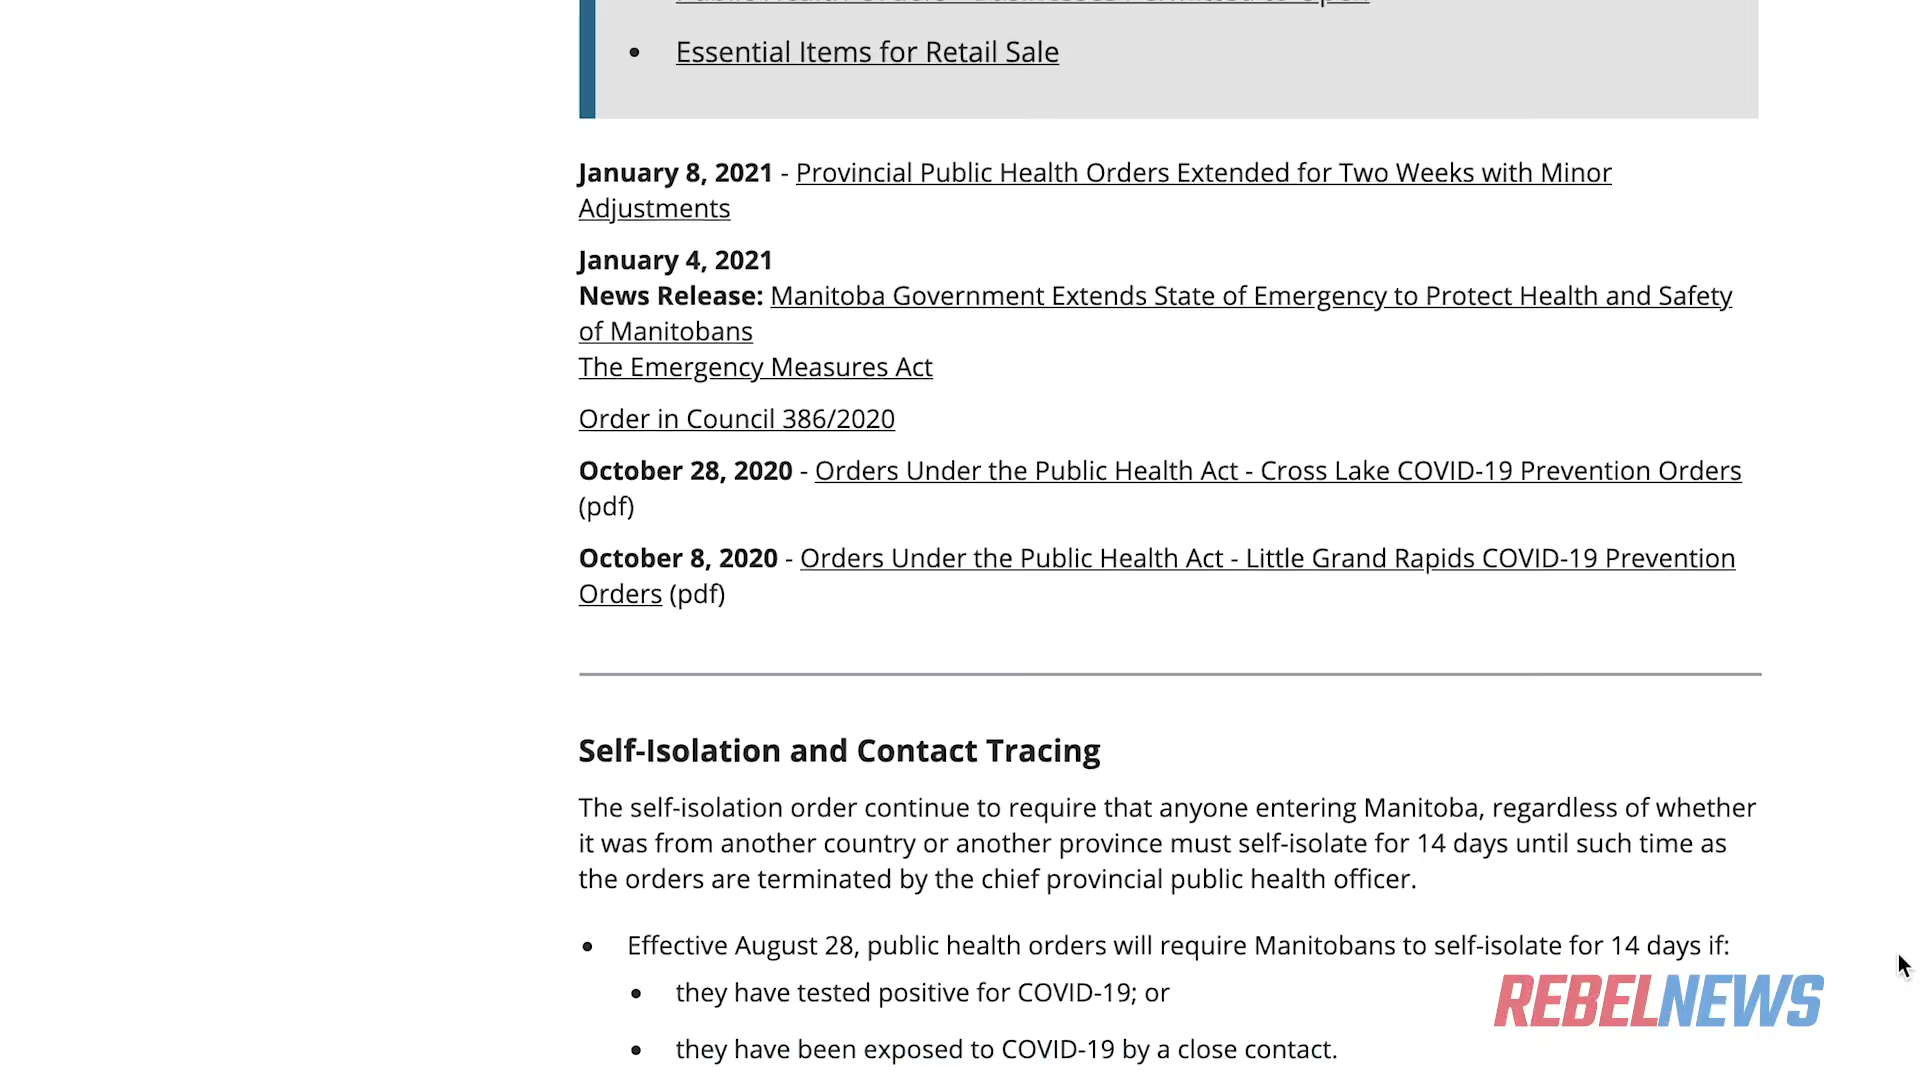 Essential Items for Retail Sale
January 8, 2021 - Provincial Public Health Orders Extended for Two Weeks with Minor
Adjustments
January 4, 2021
News Release: Manitoba Government Extends State of Emergency to Protect Health and Safety
of Manitobans
The Emergency Measures Act
Order in Council 386/2020
October 28, 2020 - Orders Under the Public Health Act - Cross Lake COVID-19 Prevention Orders
(pdf)
October 8, 2020 - Orders Under the Public Health Act - Little Grand Rapids COVID-19 Prevention
Orders (pdf)
Self-Isolation and Contact Tracing
The self-isolation order continue to require that anyone entering Manitoba, regardless of whether
it was from another country or another province must self-isolate for 14 days until such time as
the orders are terminated by the chief provincial public health officer.
Effective August 28, public health orders will require Manitobans to self-isolate for 14 days if:
they have tested positive for COVID-19; or
they have been exposed to COVID-19 by a close contact.
REBELNEWS